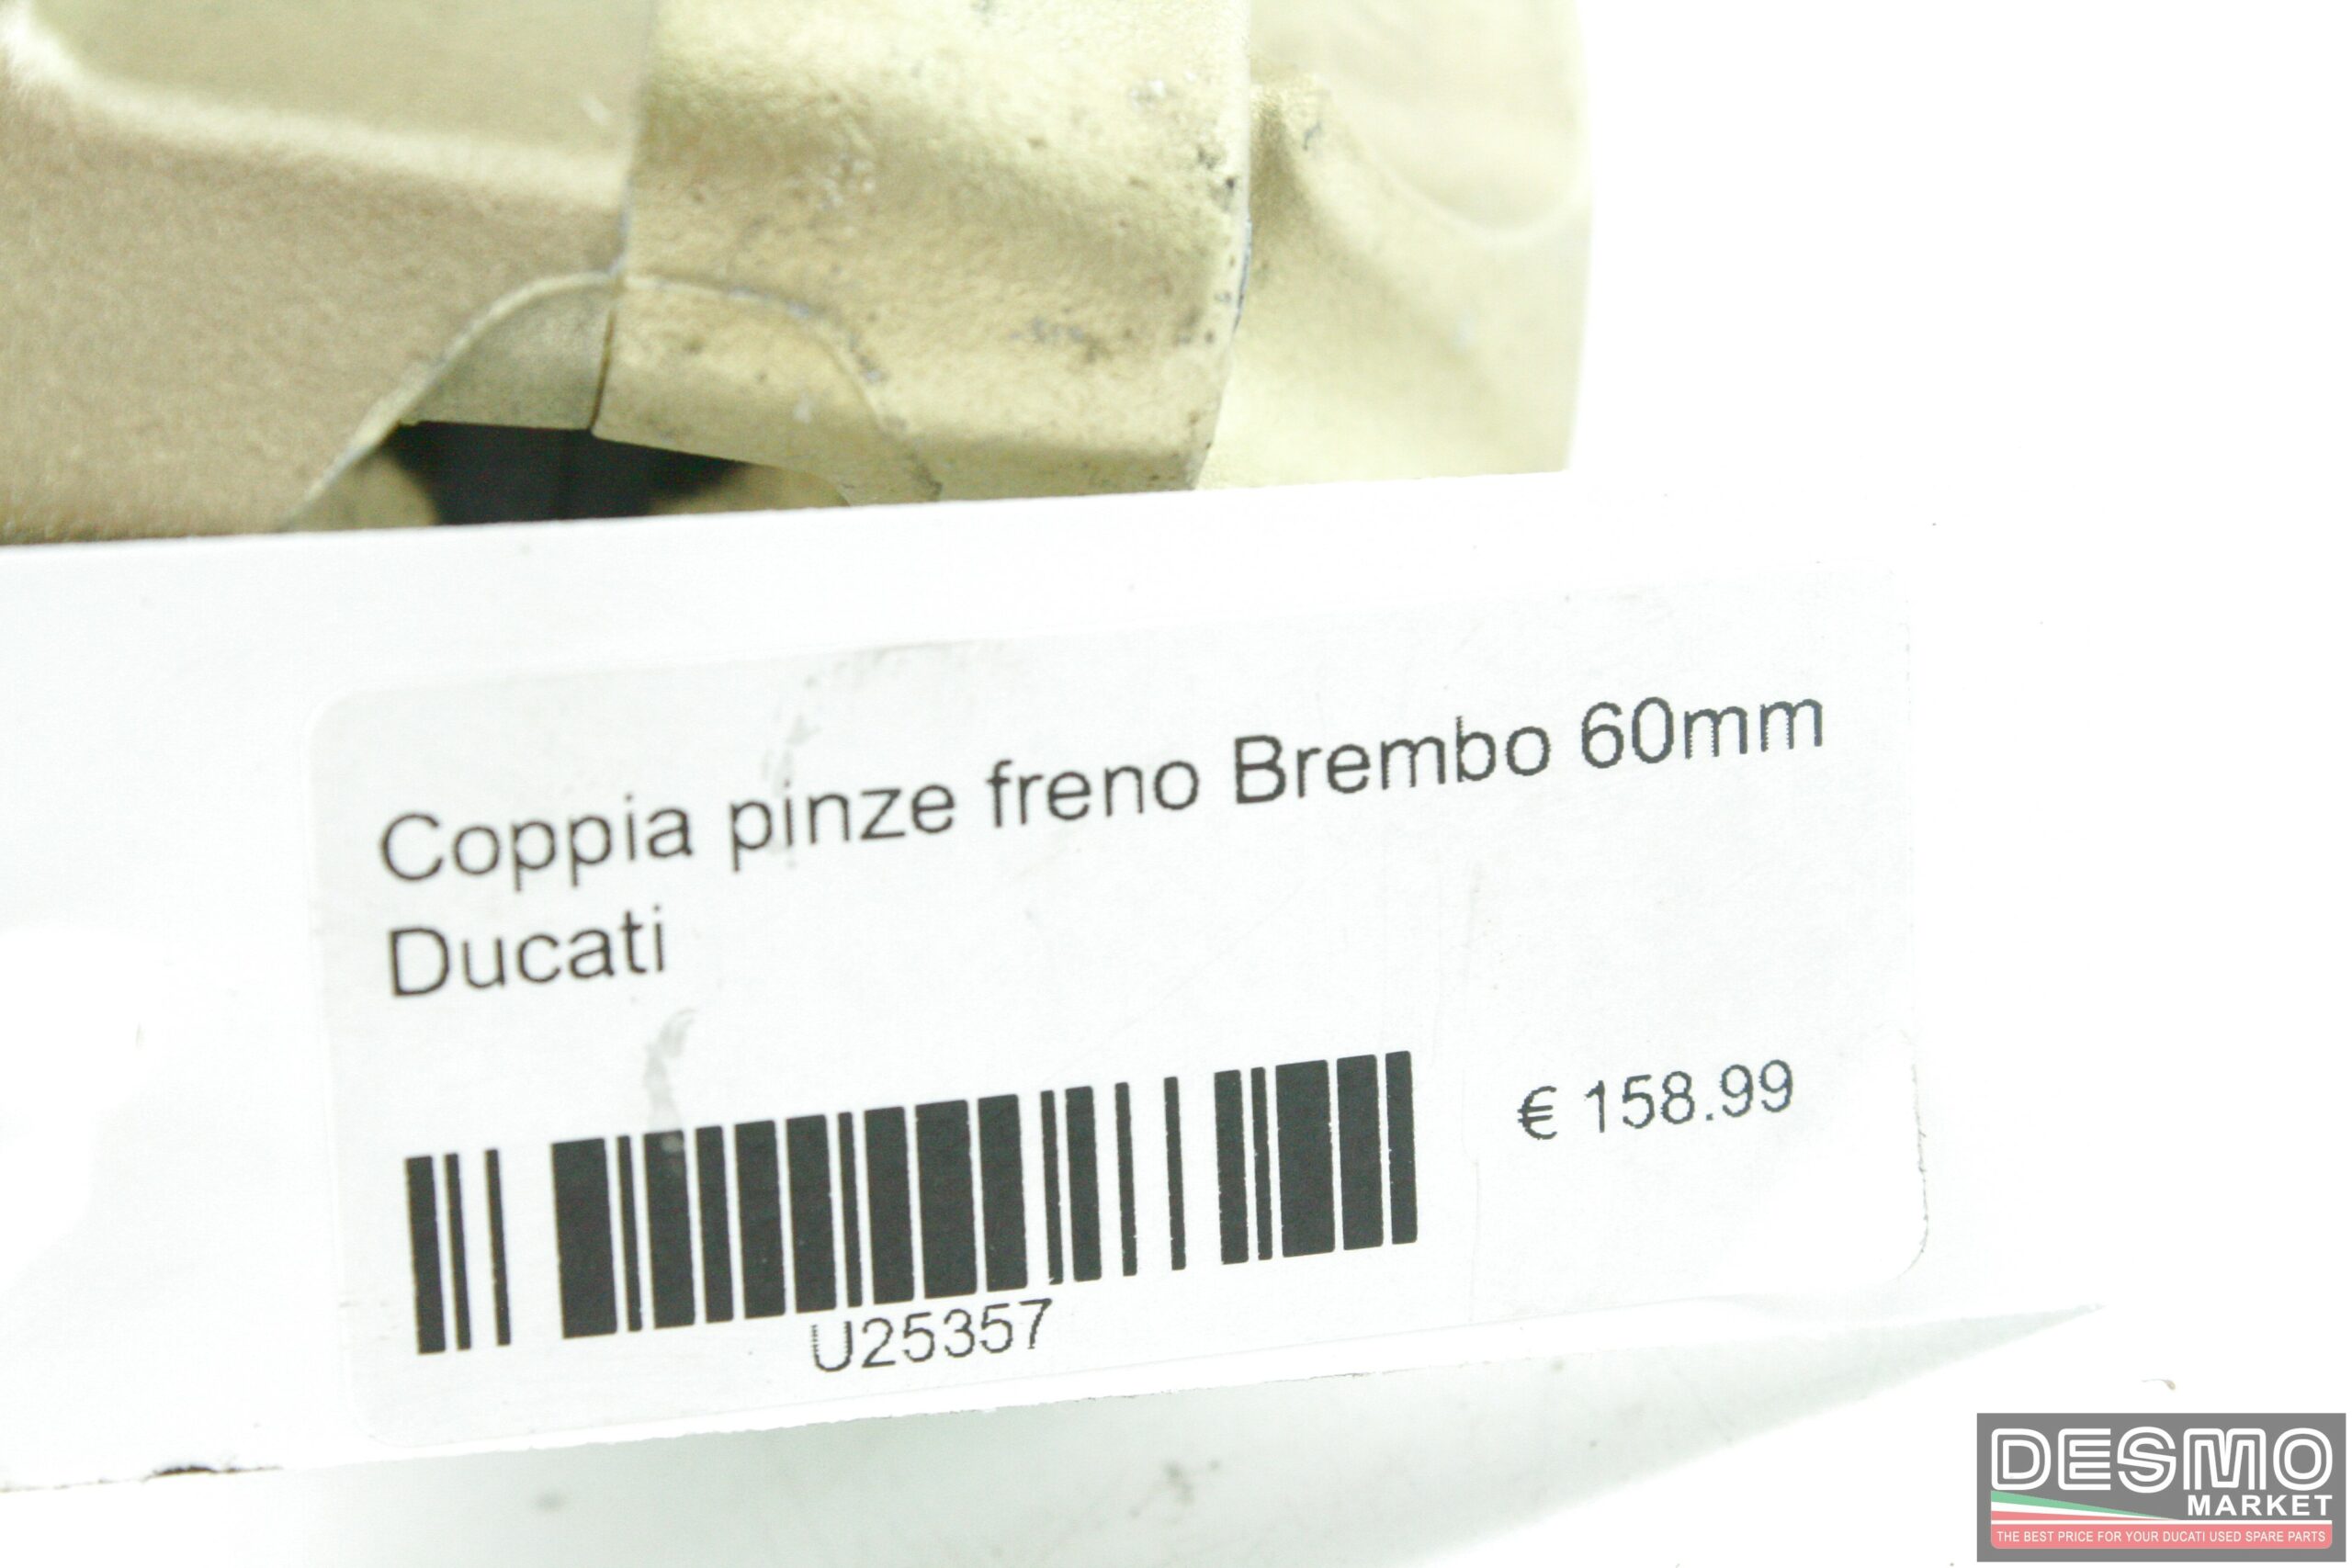 Coppia pinze freno Brembo 60mm
Ducati
€ 158.99
U25357
DESMO
MARKET
THE BEST PRICE FOR YOUR DUCATI USED SPARE PARTS